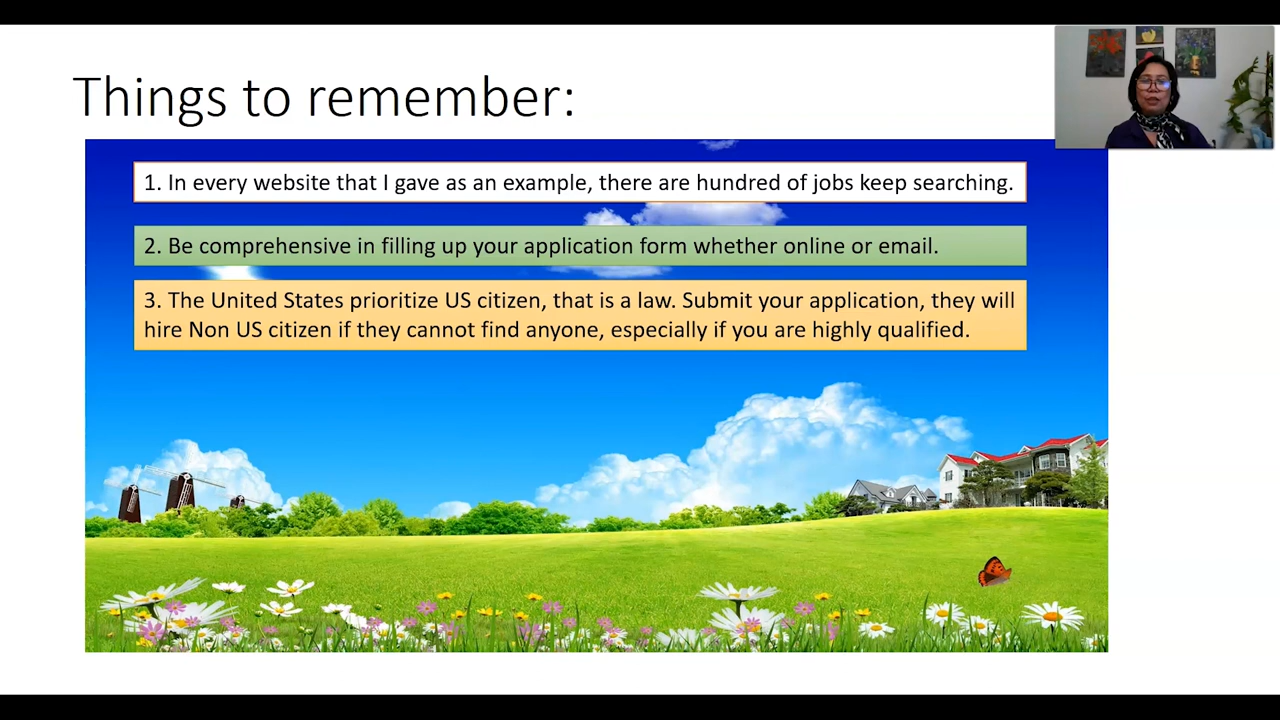 Things to remember:
1. In every website that I gave as an example, there are hundred of jobs keep searching.
2. Be comprehensive in filling up your application form whether online or email.
3. The United States prioritize US citizen, that is a law. Submit your application, they will
hire Non US citizen if they cannot find anyone, especially if you are highly qualified.